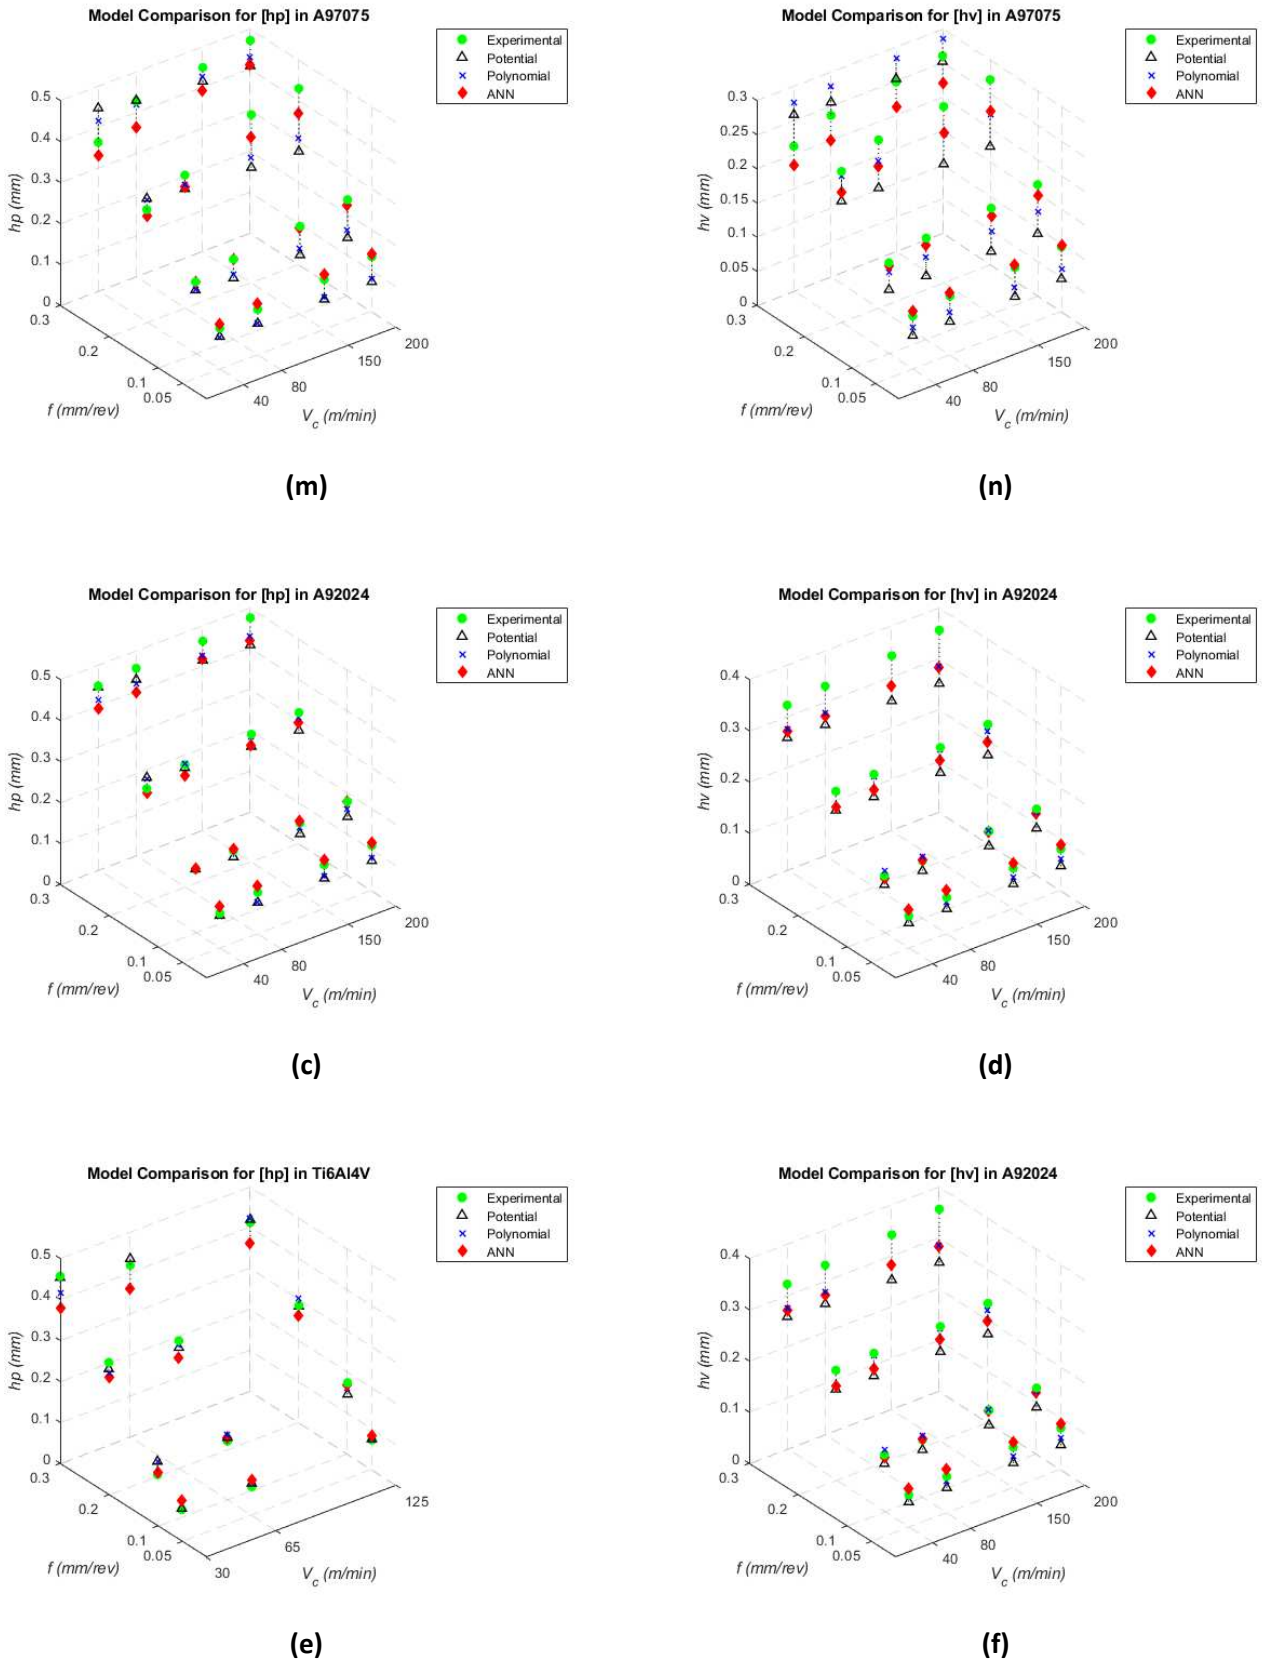 Model Comparison for [hp] in A97075
Experimental
Potential
Polynomial
ANN
0.5
0.4
0.3
0.2
0.1
0
hp (mm)
0.3
0.2
0.1
0.05
f (mm/rev)
40
80
150
200
V_c (m/min)
(m)
Model Comparison for [hv] in A97075
Experimental
Potential
Polynomial
ANN
0.3
0.25
0.2
0.15
0.1
0.05
0
hv (mm)
0.3
0.2
0.1
0.05
f (mm/rev)
40
80
150
200
V_c (m/min)
(n)
Model Comparison for [hp] in A92024
Experimental
Potential
Polynomial
ANN
0.5
0.4
0.3
0.2
0.1
0
hp (mm)
0.3
0.2
0.1
0.05
f (mm/rev)
40
80
150
200
V_c (m/min)
(c)
Model Comparison for [hv] in A92024
Experimental
Potential
Polynomial
ANN
0.4
0.3
0.2
0.1
0
hv (mm)
0.3
0.2
0.1
0.05
f (mm/rev)
40
80
150
200
V_c (m/min)
(d)
Model Comparison for [hp] in Ti6Al4V
Experimental
Potential
Polynomial
ANN
0.5
0.4
0.3
0.2
0.1
0
hp (mm)
0.3
0.2
0.1
0.05
f (mm/rev)
30
65
125
V_c (m/min)
(e)
Model Comparison for [hv] in A92024
Experimental
Potential
Polynomial
ANN
0.4
0.3
0.2
0.1
0
hv (mm)
0.3
0.2
0.1
0.05
f (mm/rev)
40
80
150
200
V_c (m/min)
(f)